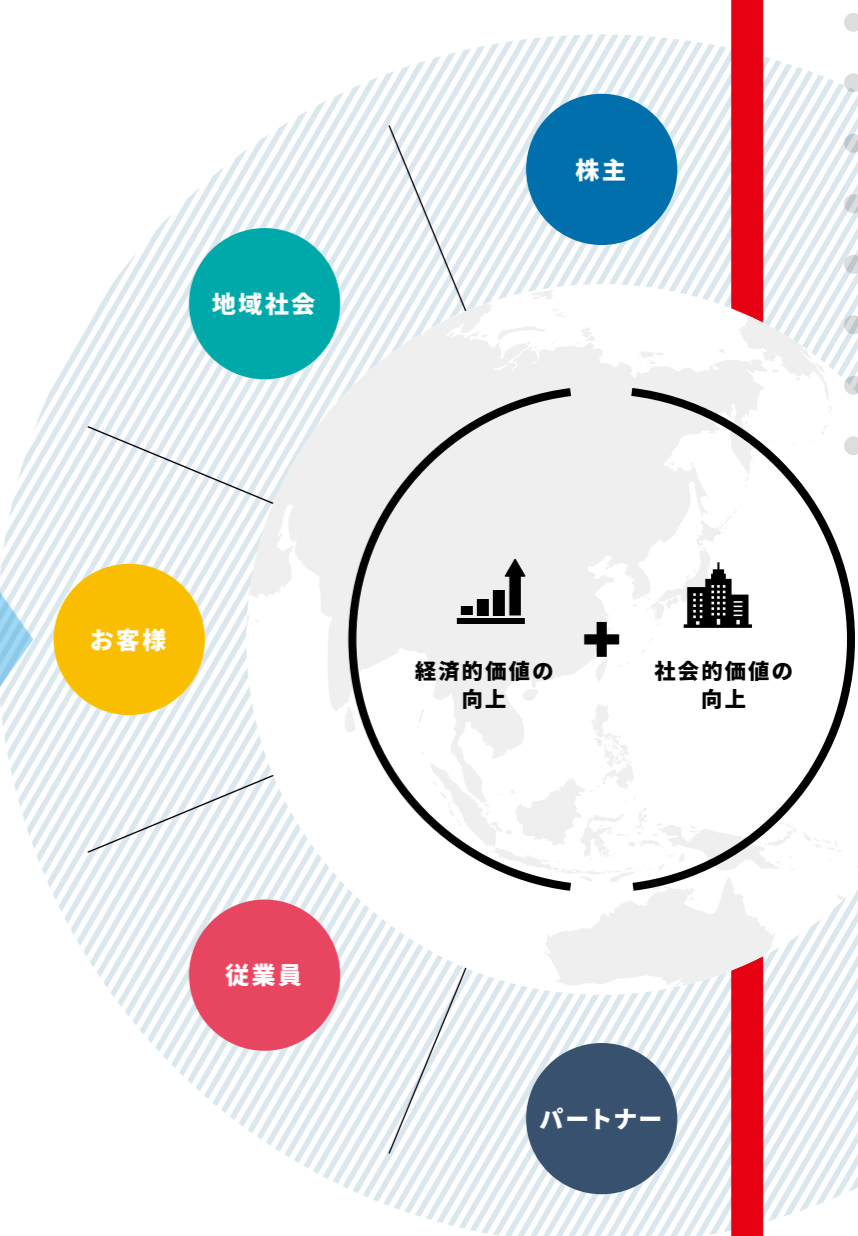 株主
地域社会
お客様
経済的価値の
向上
社会的価値の
向上
従業員
パートナー